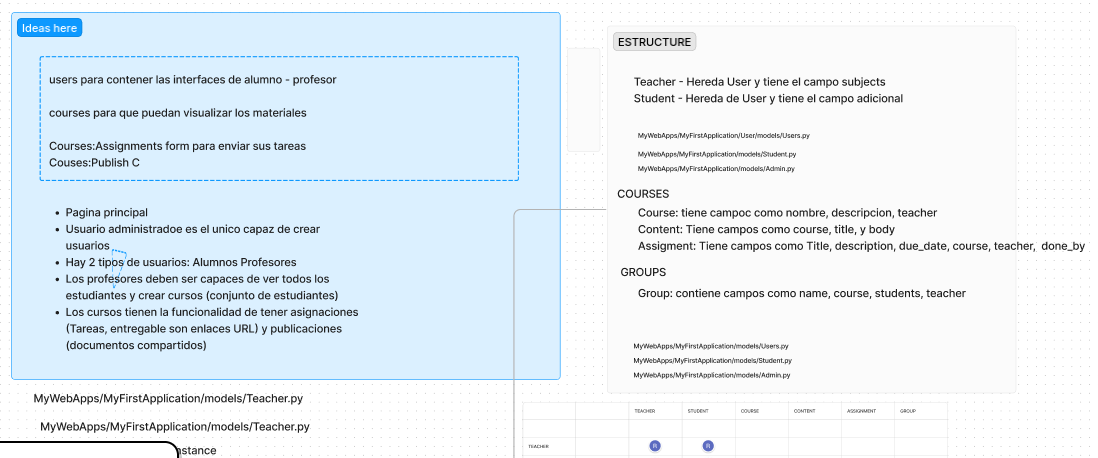 Ideas here
users para contener las interfaces de alumno - profesor
courses para que puedan visualizar los materiales
Courses:Assignments form para enviar sus tareas
Couses:Publish C
Pagina principal
Usuario administradoe es el unico capaz de crear
usuarios
Hay 2 tipos de usuarios: Alumnos Profesores
Los profesores deben ser capaces de ver todos los
estudiantes y crear cursos (conjunto de estudiantes)
Los cursos tienen la funcionalidad de tener asignaciones
(Tareas, entregable son enlaces URL) y publicaciones
(documentos compartidos)
MyWebApps/MyFirstApplication/models/Teacher.py
MyWebApps/MyFirstApplication/models/Teacher.py
nstance
ESTRUCTURE
Teacher - Hereda User y tiene el campo subjects
Student - Hereda de User y tiene el campo adicional
MyWebApps/MyFirstApplication/User/models/Users.py
MyWebApps/MyFirstApplication/models/Student.py
MyWebApps/MyFirstApplication/models/Admin.py
COURSES
Course: tiene campoc como nombre, descripcion, teacher
Content: Tiene campos como course, title, y body
Assigment: Tiene campos como Title, description, due_date, course, teacher, done_by
GROUPS
Group: contiene campos como name, course, students, teacher
MyWebApps/MyFirstApplication/models/Users.py
MyWebApps/MyFirstApplication/models/Student.py
MyWebApps/MyFirstApplication/models/Admin.py
TEACHER STUDENT COURSE CONTENT ASSIGNMENT GROUP
TEACHER